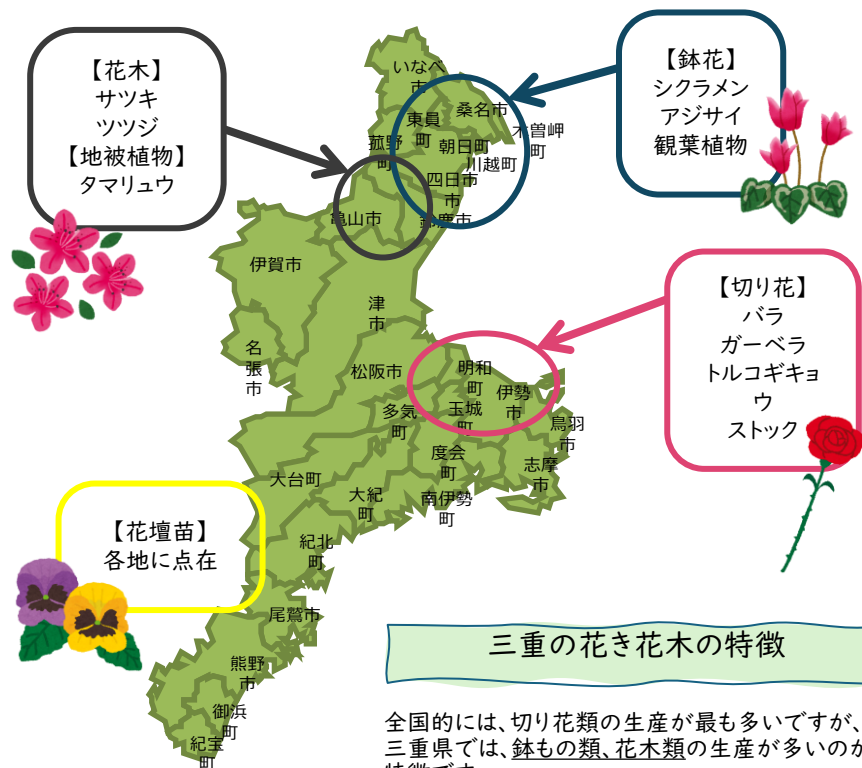 【花木】
サツキ
ツツジ
【地被植物】
タマリュウ
【鉢花】
シクラメン
アジサイ
観葉植物
いなべ
市
桑名市
東員
町
木曽岬
町
菰野
町
朝日町
川越町
四日市
市
亀山市
鈴鹿市
伊賀市
津
市
名
張
市
松阪市
明和
町
伊勢
市
玉城
町
多気
町
鳥羽
市
度会
町
志摩
市
大台町
大紀
町
南伊勢
町
紀北
町
尾鷲市
熊野
市
御浜
町
紀宝
町
【切り花】
バラ
ガーベラ
トルコギキョ
ウ
ストック
【花壇苗】
各地に点在
三重の花き花木の特徴
全国的には、切り花類の生産が最も多いですが、
三重県では、鉢もの類、花木類の生産が多いのが
特徴です